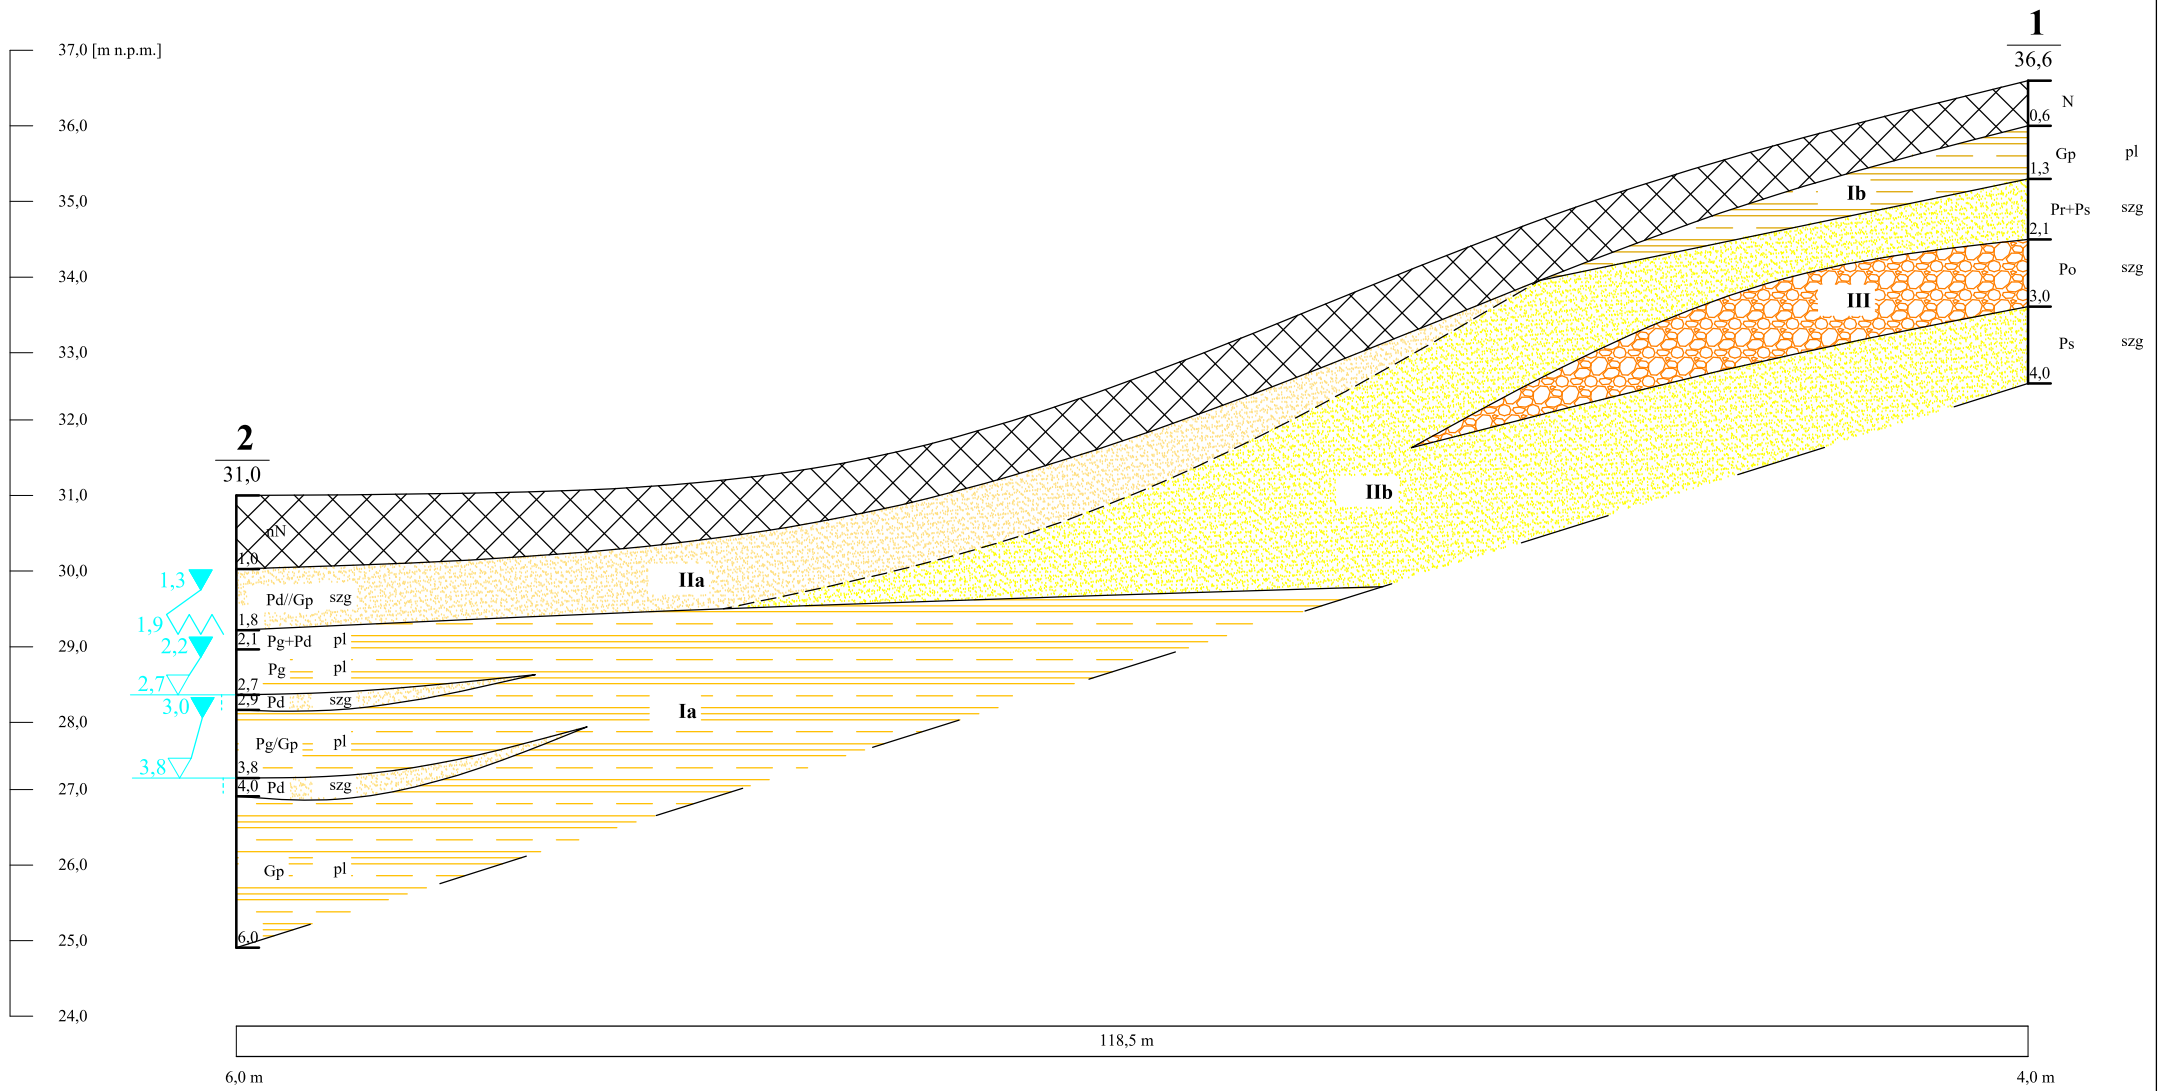 1
37,0 [m n.p.m.]
36,6
N
36,0
0,6
Gp pl
1,3
Ib
35,0
Pr+Ps szg
2,1
34,0
Po szg
III
3,0
33,0
Ps szg
4,0
32,0
2
31,0
IIb
31,0
nN
1,0
30,0
1,3
IIa
Pd//Gp szg
1,8
1,9
29,0
2,1
Pg+Pd pl
2,2
Pg pl
2,7
2,7
2,9
Pd szg
3,0
Ia
28,0
Pg/Gp pl
3,8
3,8
27,0
4,0
Pd szg
26,0
Gp pl
25,0
6,0
24,0
118,5 m
6,0 m
4,0 m